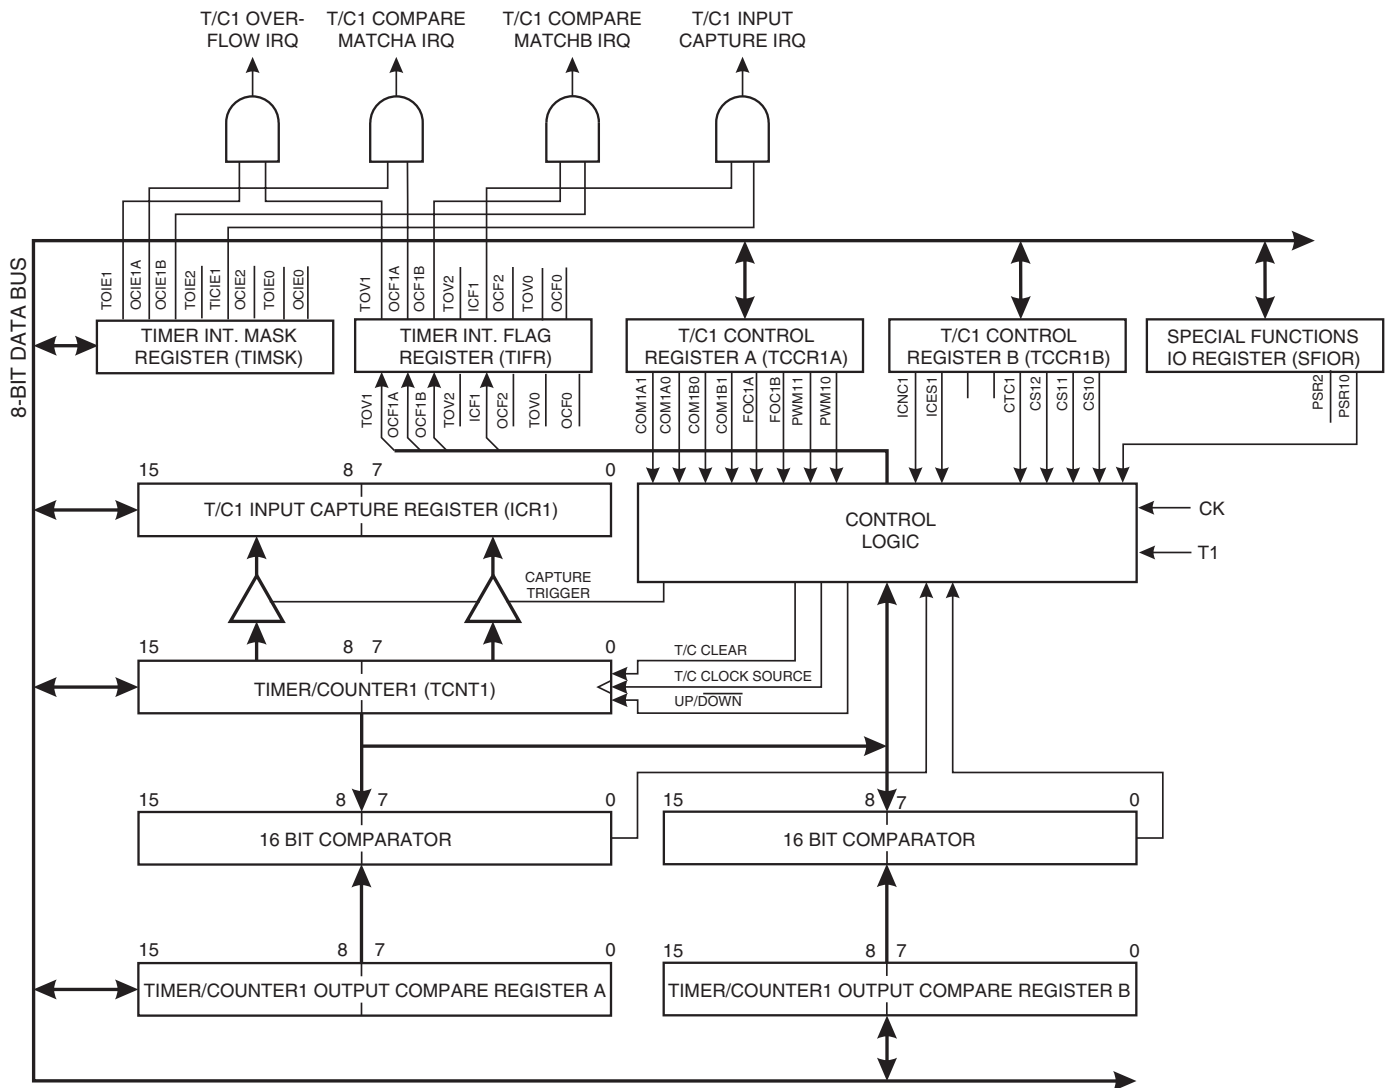 T/C1 OVER-
FLOW IRQ
T/C1 COMPARE
MATCHA IRQ
T/C1 COMPARE
MATCHB IRQ
T/C1 INPUT
CAPTURE IRQ
8-BIT DATA BUS
TOIE1
OCIE1A
OCIE1B
TOIE2
TICIE1
OCIE2
TOIE0
OCIE0
TOV1
OCF1A
OCF1B
TOV2
ICF1
OCF2
TOV0
OCF0
TIMER INT. MASK
REGISTER (TIMSK)
TIMER INT. FLAG
REGISTER (TIFR)
T/C1 CONTROL
REGISTER A (TCCR1A)
T/C1 CONTROL
REGISTER B (TCCR1B)
SPECIAL FUNCTIONS
IO REGISTER (SFIOR)
TOV1
OCF1A
OCF1B
TOV2
ICF1
OCF2
TOV0
OCF0
COM1A1
COM1A0
COM1B0
COM1B1
FOC1A
FOC1B
PWM11
PWM10
ICNC1
ICES1
CTC1
CS12
CS11
CS10
PSR2
PSR10
15 8 7 0
T/C1 INPUT CAPTURE REGISTER (ICR1)
CONTROL
LOGIC
CK
T1
CAPTURE
TRIGGER
15 8 7 0
TIMER/COUNTER1 (TCNT1)
T/C CLEAR
T/C CLOCK SOURCE
UP/DOWN
15 8 7 0
16 BIT COMPARATOR
15 8 7 0
16 BIT COMPARATOR
15 8 7 0
TIMER/COUNTER1 OUTPUT COMPARE REGISTER A
15 8 7 0
TIMER/COUNTER1 OUTPUT COMPARE REGISTER B